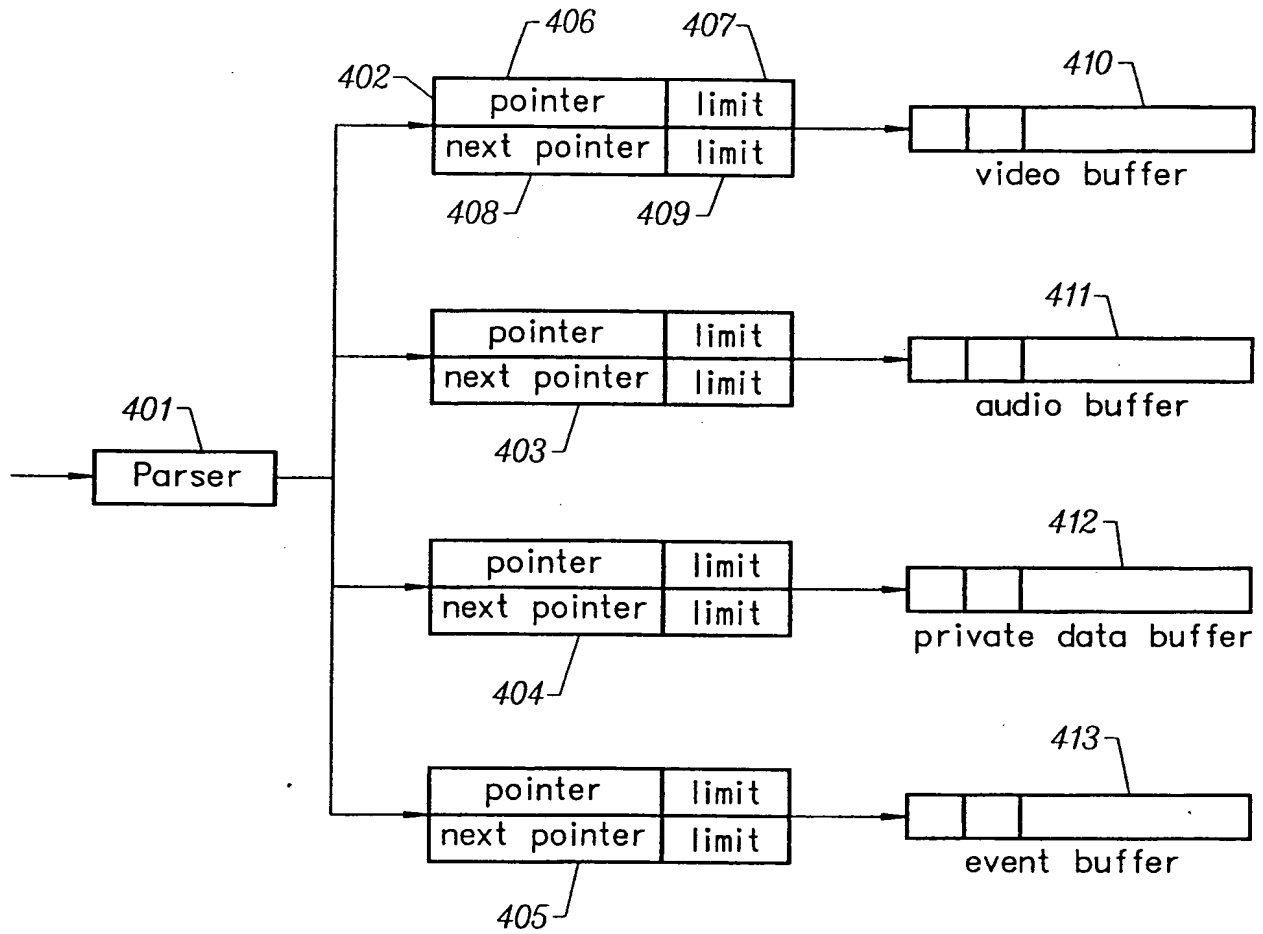 406
407
410
402
pointer limit
next pointer limit
video buffer
408
409
411
pointer limit
next pointer limit
audio buffer
401
403
Parser
412
pointer limit
next pointer limit
private data buffer
404
413
pointer limit
next pointer limit
event buffer
405